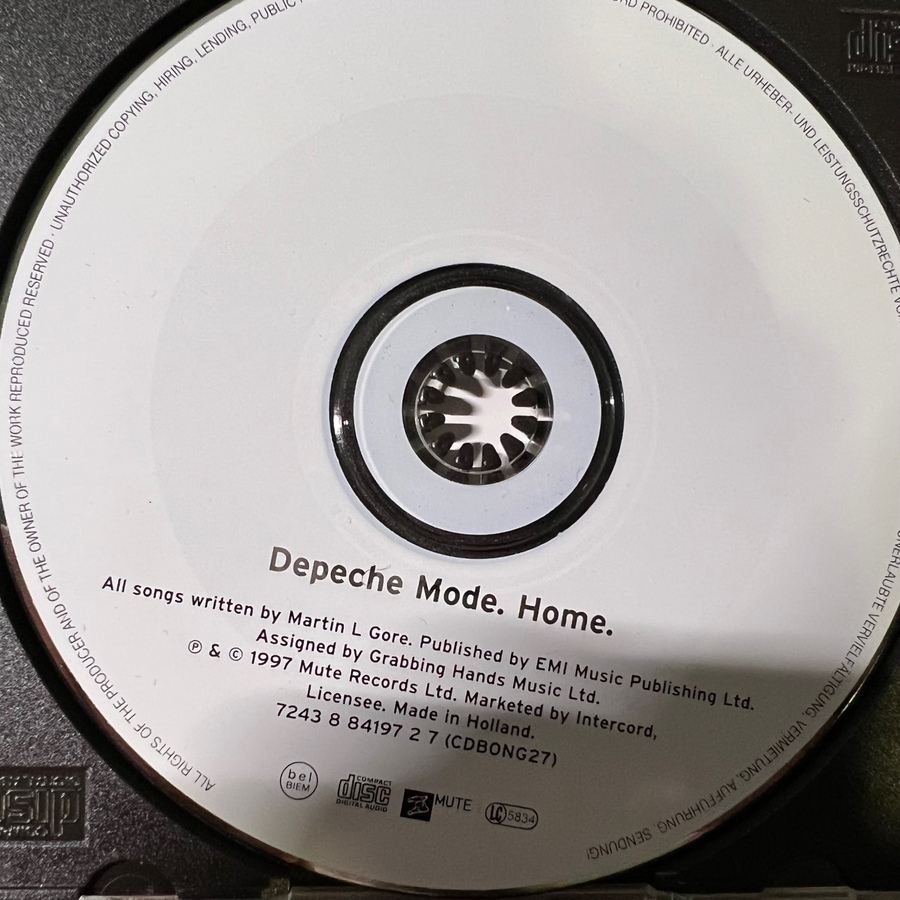 ALL RIGHTS OF THE PRODUCER AND OF THE OWNER OF THE WORK REPRODUCED RESERVED · UNAUTHORIZED COPYING, HIRING, LENDING, PUBLIC
PROHIBITED · ALLE URHEBER- UND LEISTUNGSSCHUTZRECHTE
UNERLAUBTE VERVIELFÄLTIGUNG, VERMIETUNG, AUFFÜHRUNG, SENDUNG!
Depeche Mode. Home.
All songs written by Martin L Gore. Published by EMI Music Publishing Ltd.
Assigned by Grabbing Hands Music Ltd.
℗ & © 1997 Mute Records Ltd. Marketed by Intercord,
Licensee. Made in Holland.
7243 8 84197 2 7 (CDBONG27)
bel
BIEM
COMPACT
disc
DIGITAL AUDIO
MUTE
LC 5834